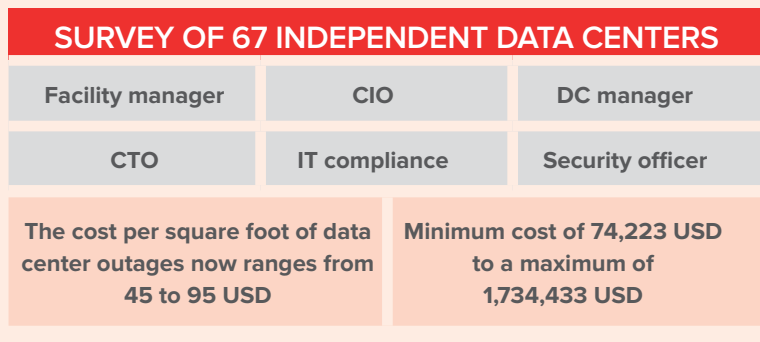 SURVEY OF 67 INDEPENDENT DATA CENTERS
Facility manager
CIO
DC manager
CTO
IT compliance
Security officer
The cost per square foot of data
center outages now ranges from
45 to 95 USD
Minimum cost of 74,223 USD
to a maximum of
1,734,433 USD